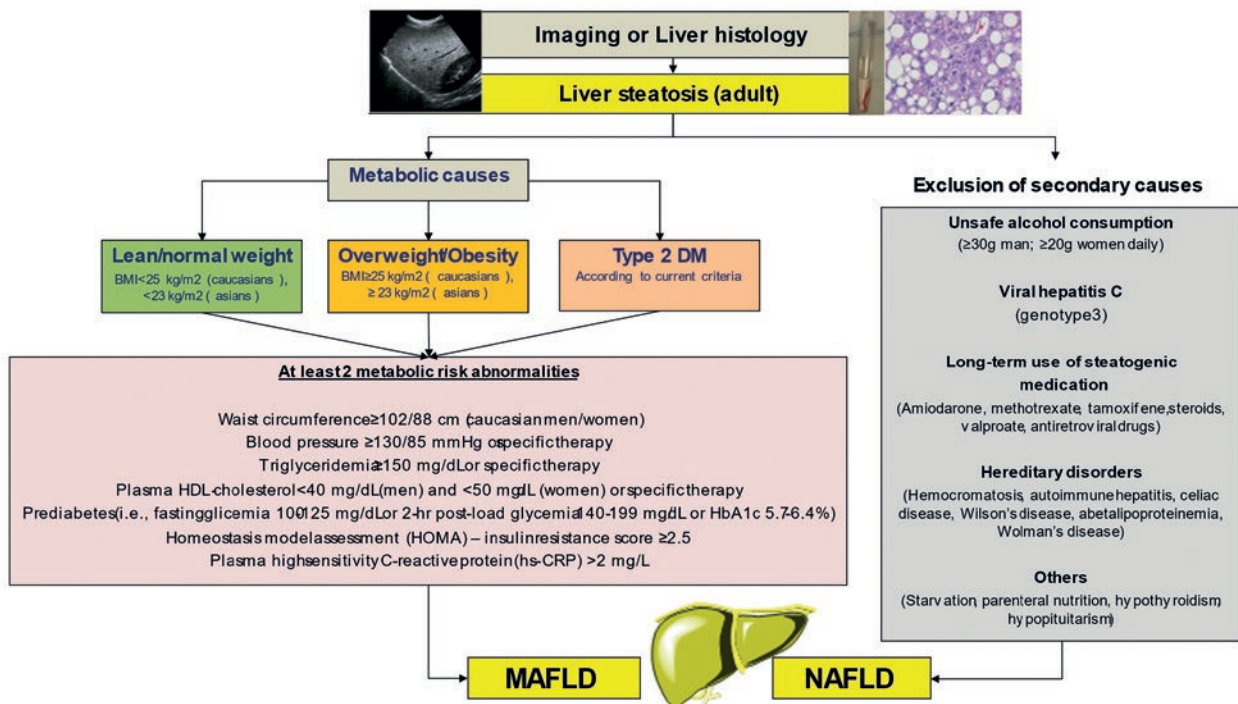 Imaging or Liver histology
Liver steatosis (adult)
Metabolic causes
Lean/normal weight
BMI<25 kg/m2 (caucasians),
<23 kg/m2 ( asians )
Overweight/Obesity
BMI≥25 kg/m2 ( caucasians),
≥ 23 kg/m2 ( asians )
Type 2 DM
According to current criteria
At least 2 metabolic risk abnormalities
Waist circumference≥102/88 cm (caucasian men/women)
Blood pressure ≥130/85 mmHg or specific therapy
Triglyceridemia ≥150 mg/dL or specific therapy
Plasma HDL-cholesterol <40 mg/dL (men) and <50 mg/dL (women) or specific therapy
Prediabetes (i.e., fasting glicemia 100-125 mg/dL or 2-hr post-load glycemia 140-199 mg/dL or HbA1c 5.7-6.4%)
Homeostasis model assessment (HOMA) – insulin resistance score ≥2.5
Plasma high sensitivity C-reactive protein (hs-CRP) >2 mg/L
MAFLD
Exclusion of secondary causes
Unsafe alcohol consumption
(≥30g man; ≥20g women daily)
Viral hepatitis C
(genotype3)
Long-term use of steatogenic
medication
(Amiodarone, methotrexate, tamoxifene, steroids,
valproate, antiretroviral drugs)
Hereditary disorders
(Hemocromatosis, autoimmune hepatitis, celiac
disease, Wilson's disease, abetalipoproteinemia,
Wolman's disease)
Others
(Starvation, parenteral nutrition, hypothyroidism,
hypopituitarism)
NAFLD